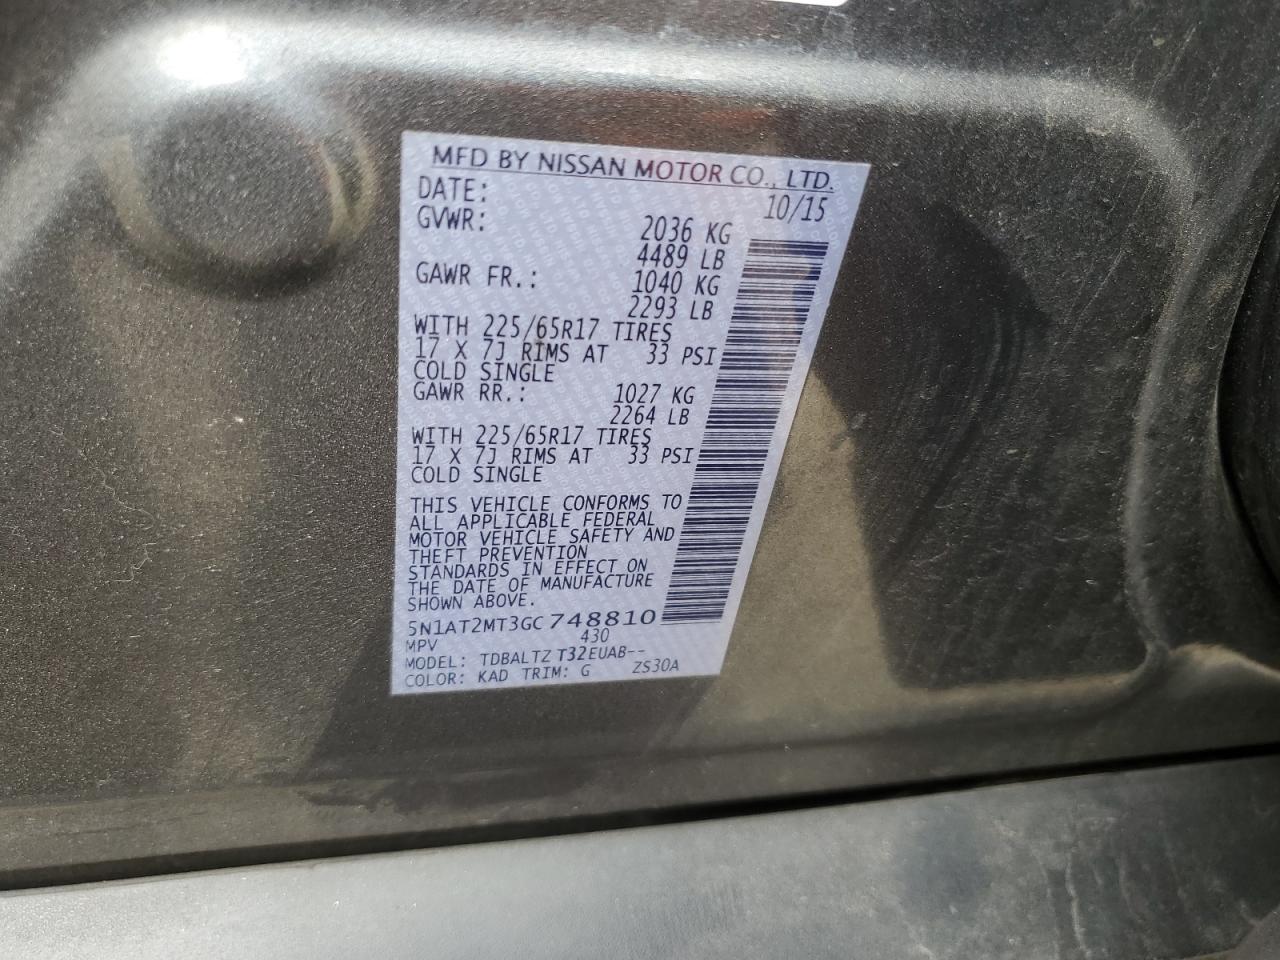 MFD BY NISSAN MOTOR CO., LTD.
DATE: 10/15
GVWR: 2036 KG
4489 LB
GAWR FR.: 1040 KG
2293 LB
WITH 225/65R17 TIRES
17 X 7J RIMS AT 33 PSI
COLD SINGLE
GAWR RR.: 1027 KG
2264 LB
WITH 225/65R17 TIRES
17 X 7J RIMS AT 33 PSI
COLD SINGLE
THIS VEHICLE CONFORMS TO
ALL APPLICABLE FEDERAL
MOTOR VEHICLE SAFETY AND
THEFT PREVENTION
STANDARDS IN EFFECT ON
THE DATE OF MANUFACTURE
SHOWN ABOVE.
5N1AT2MT3GC748810
MPV 430
MODEL: TDBALTZ T32EUAB--
COLOR: KAD TRIM: G ZS30A